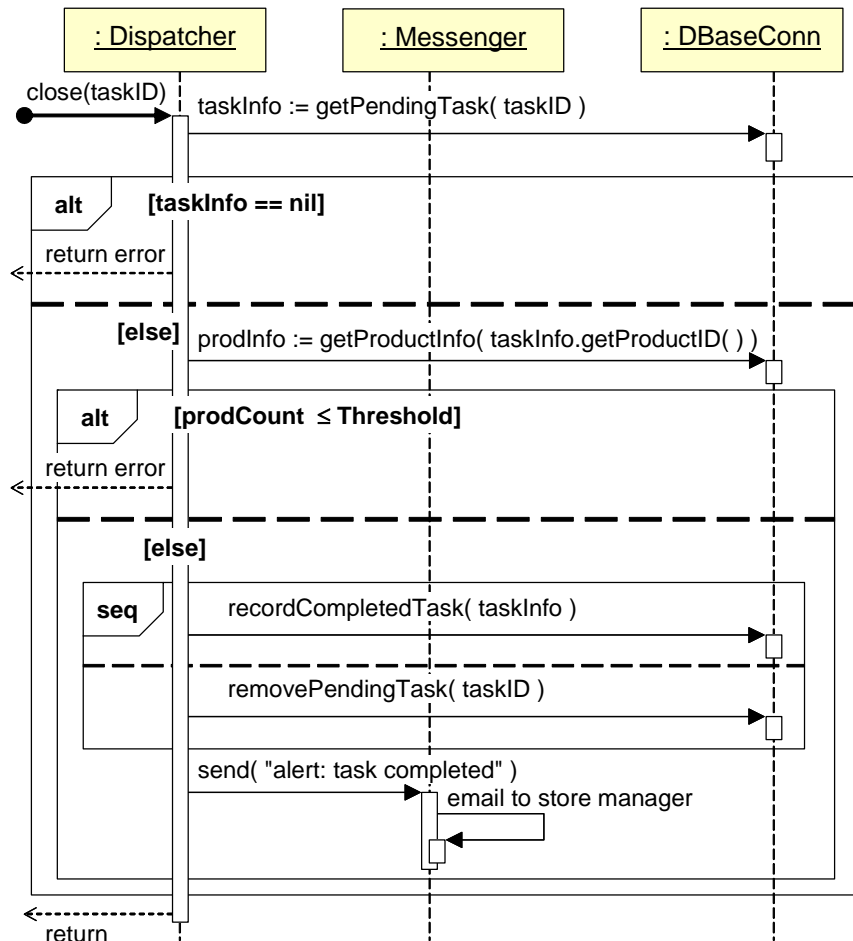 : Dispatcher
: Messenger
: DBaseConn
close(taskID)
taskInfo := getPendingTask( taskID )
alt
[taskInfo == nil]
return error
[else]
prodInfo := getProductInfo( taskInfo.getProductID( ) )
alt
[prodCount ≤ Threshold]
return error
[else]
seq
recordCompletedTask( taskInfo )
removePendingTask( taskID )
send( "alert: task completed" )
email to store manager
return